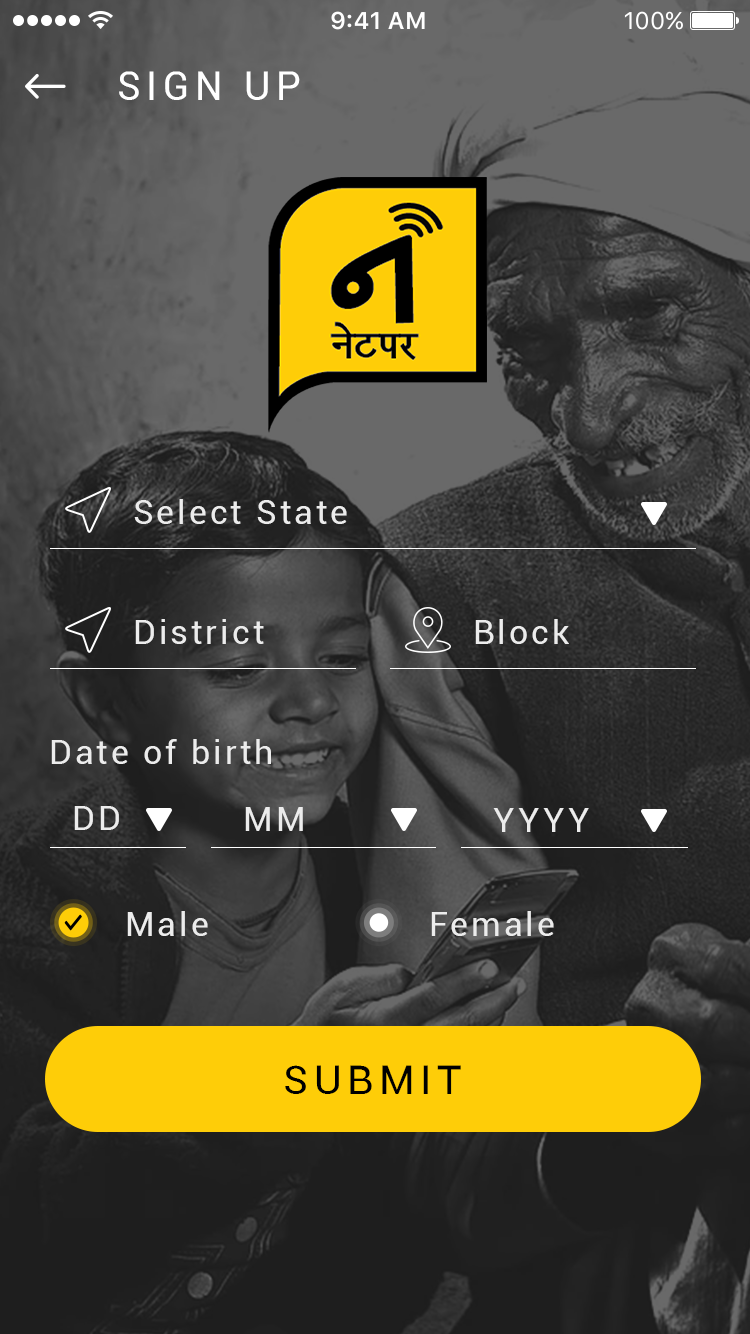 9:41 AM 100%
SIGN UP
न
नेटपर
Select State
District Block
Date of birth
DD MM YYYY
Male Female
SUBMIT